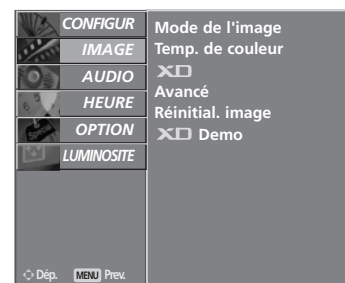 CONFIGUR
IMAGE
AUDIO
HEURE
OPTION
LUMINOSITE
Dép. MENU Prev.
Mode de l'image
Temp. de couleur
XD
Avancé
Réinitial. image
XD Demo